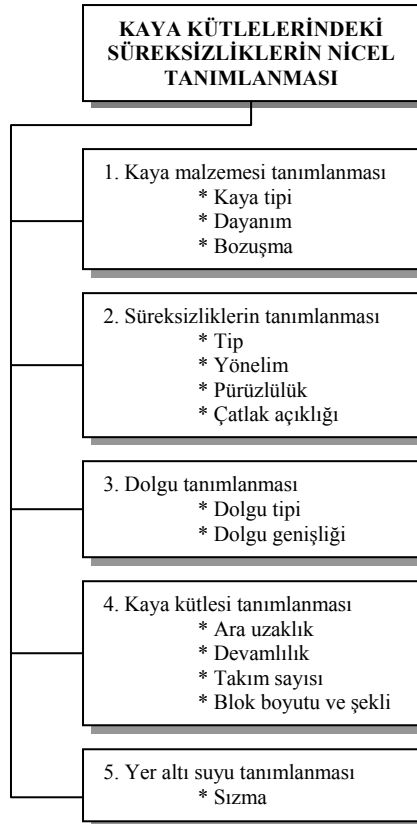 KAYA KÜTLELERİNDEKİ
SÜREKSİZLİKLERİN NİCEL
TANIMLANMASI
1. Kaya malzemesi tanımlanması
* Kaya tipi
* Dayanım
* Bozuşma
2. Süreksizliklerin tanımlanması
* Tip
* Yönelim
* Pürüzlülük
* Çatlak açıklığı
3. Dolgu tanımlanması
* Dolgu tipi
* Dolgu genişliği
4. Kaya kütlesi tanımlanması
* Ara uzaklık
* Devamlılık
* Takım sayısı
* Blok boyutu ve şekli
5. Yer altı suyu tanımlanması
* Sızma